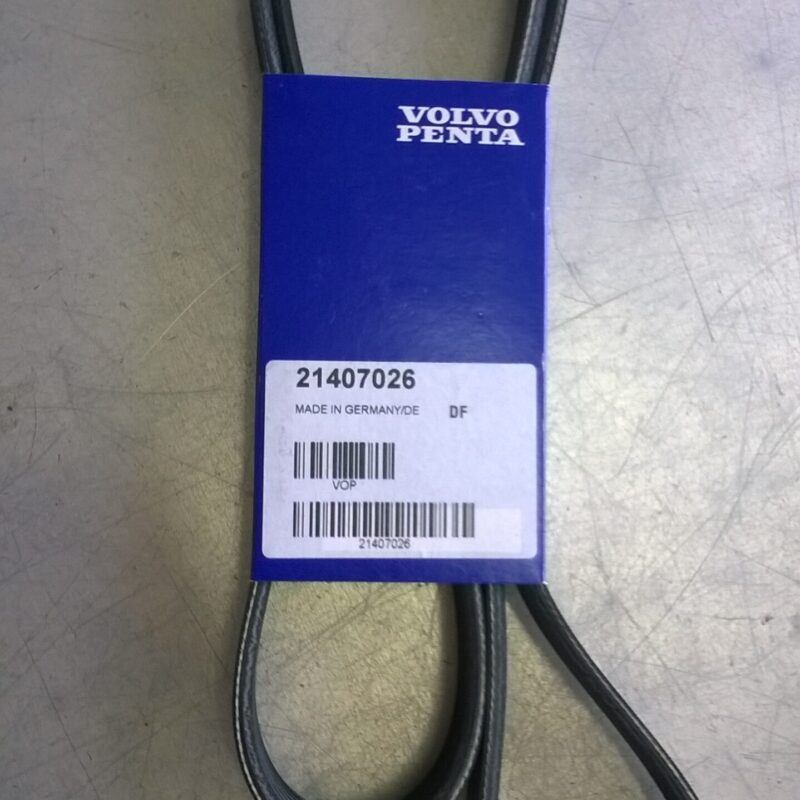 VOLVO
PENTA
21407026
MADE IN GERMANY/DE DF
VOP
21407026